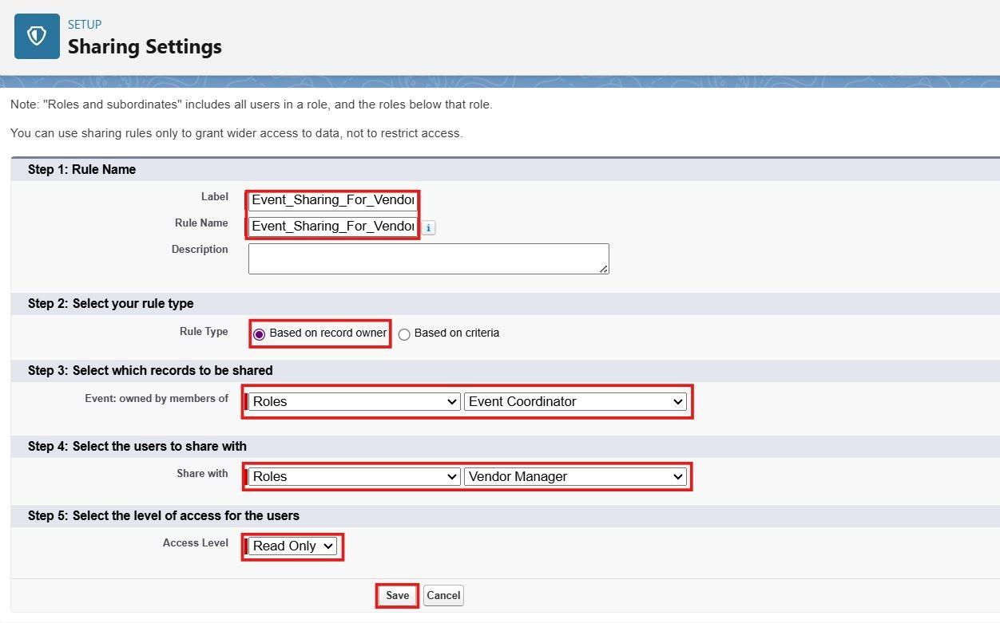 SETUP
Sharing Settings
Note: "Roles and subordinates" includes all users in a role, and the roles below that role.
You can use sharing rules only to grant wider access to data, not to restrict access.
Step 1: Rule Name
Label Event_Sharing_For_Vendor
Rule Name Event_Sharing_For_Vendor i
Description
Step 2: Select your rule type
Rule Type Based on record owner Based on criteria
Step 3: Select which records to be shared
Event: owned by members of Roles Event Coordinator
Step 4: Select the users to share with
Share with Roles Vendor Manager
Step 5: Select the level of access for the users
Access Level Read Only
Save Cancel